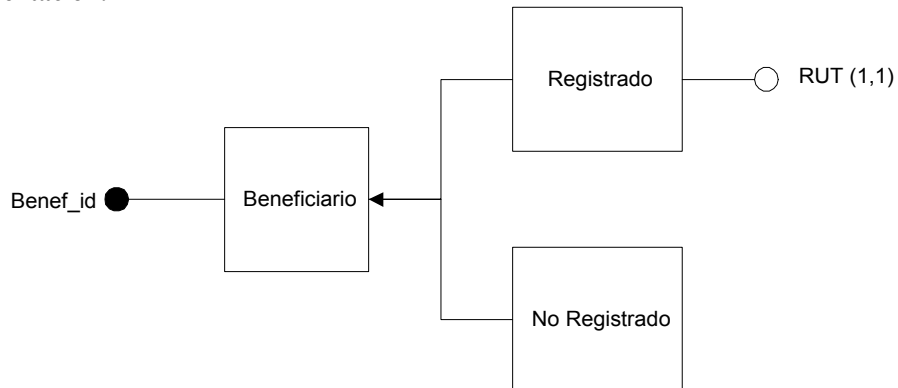 Registrado
RUT (1,1)
Benef_id
Beneficiario
No Registrado